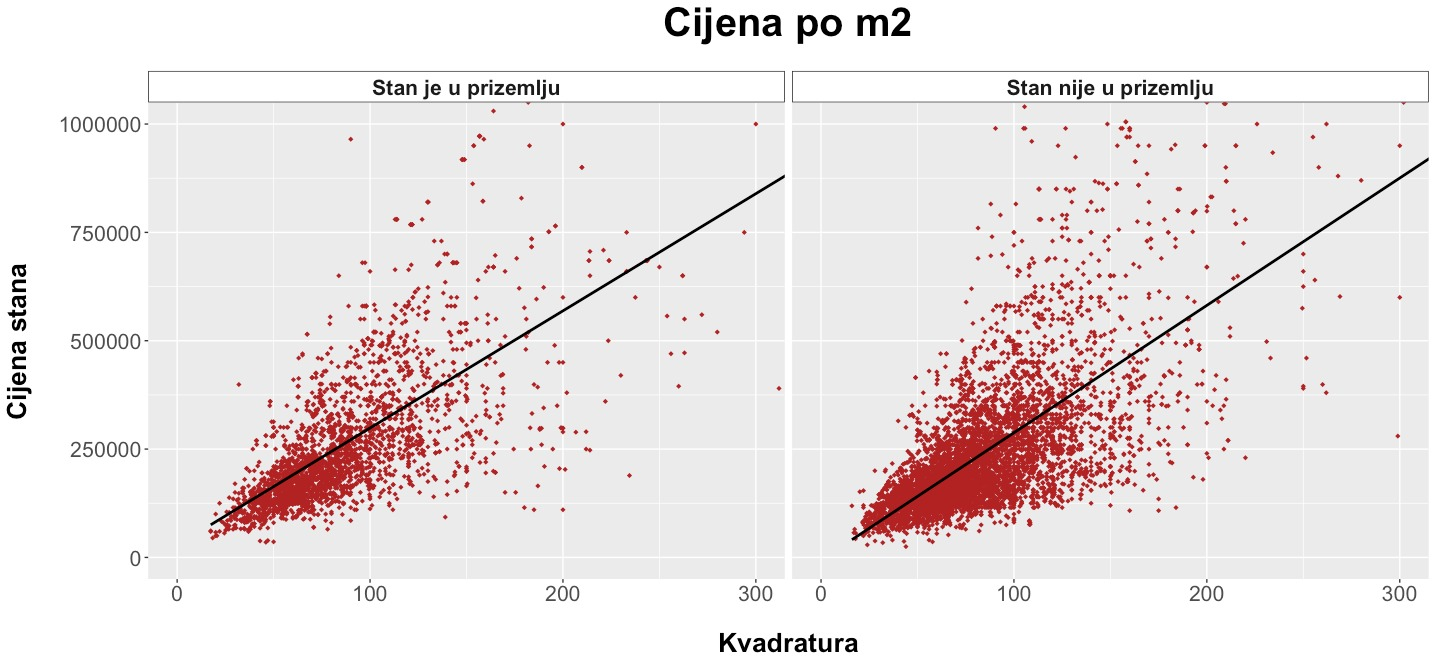 Cijena po m2
Stan je u prizemlju
Stan nije u prizemlju
Cijena stana
1000000
750000
500000
250000
0
0 100 200 300
0 100 200 300
Kvadratura